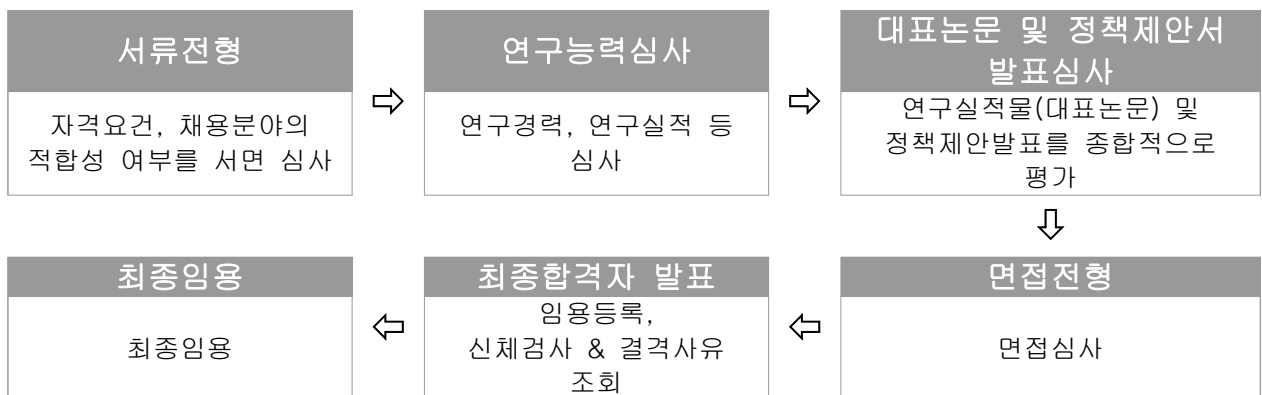 서류전형
자격요건, 채용분야의
적합성 여부를 서면 심사
연구능력심사
연구경력, 연구실적 등
심사
대표논문 및 정책제안서
발표심사
연구실적물(대표논문) 및
정책제안발표를 종합적으로
평가
면접전형
면접심사
최종합격자 발표
임용등록,
신체검사 & 결격사유
조회
최종임용
최종임용